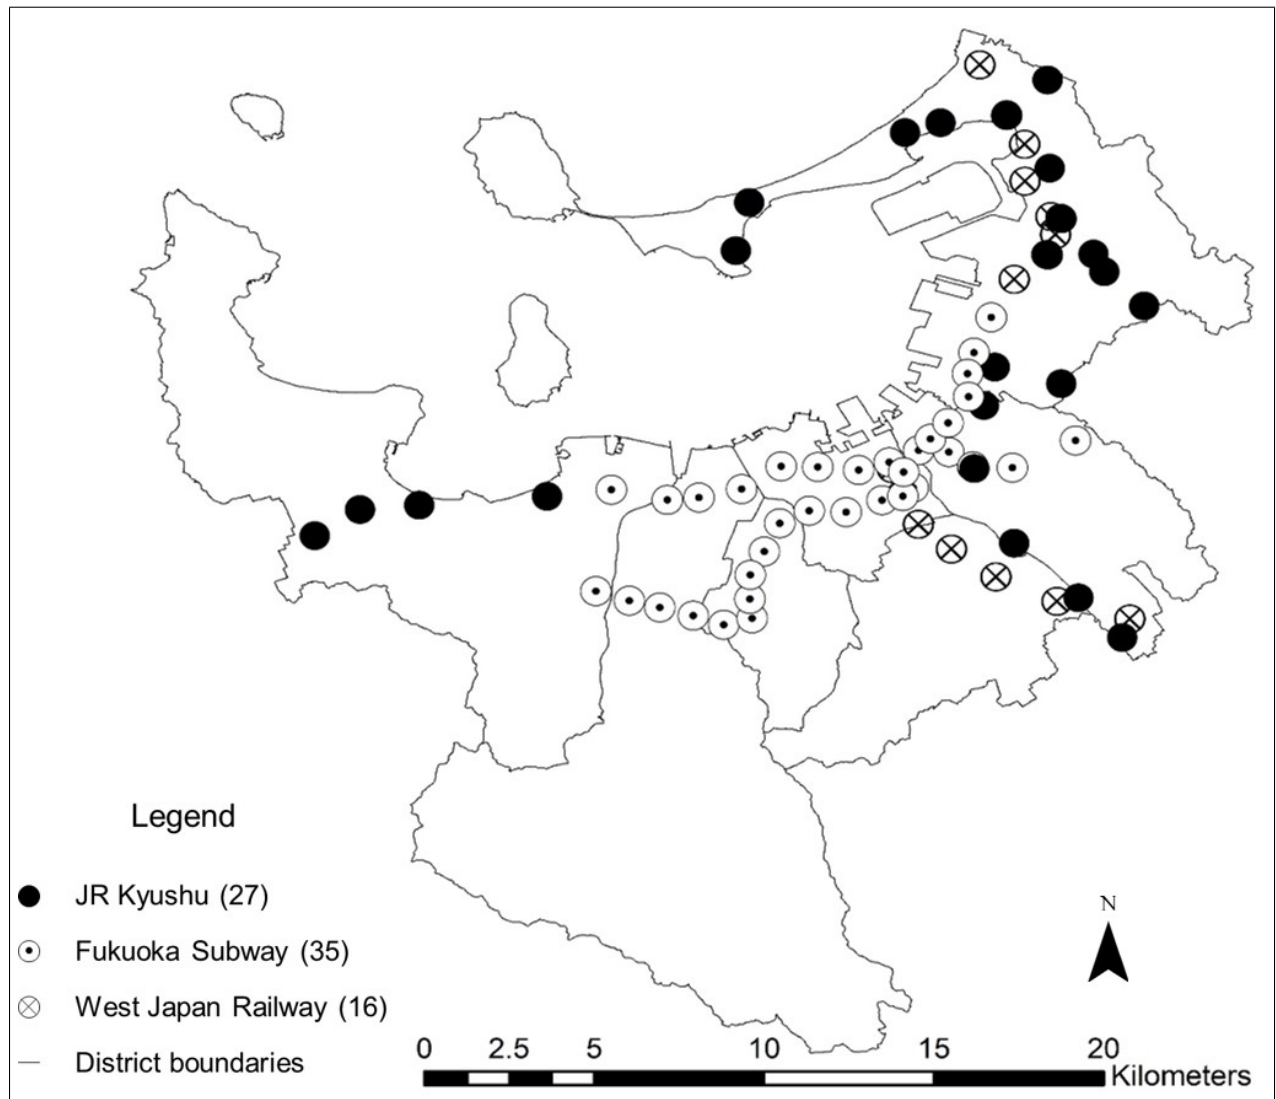 Legend
JR Kyushu (27)
Fukuoka Subway (35)
West Japan Railway (16)
District boundaries
N
0 2.5 5 10 15 20
Kilometers